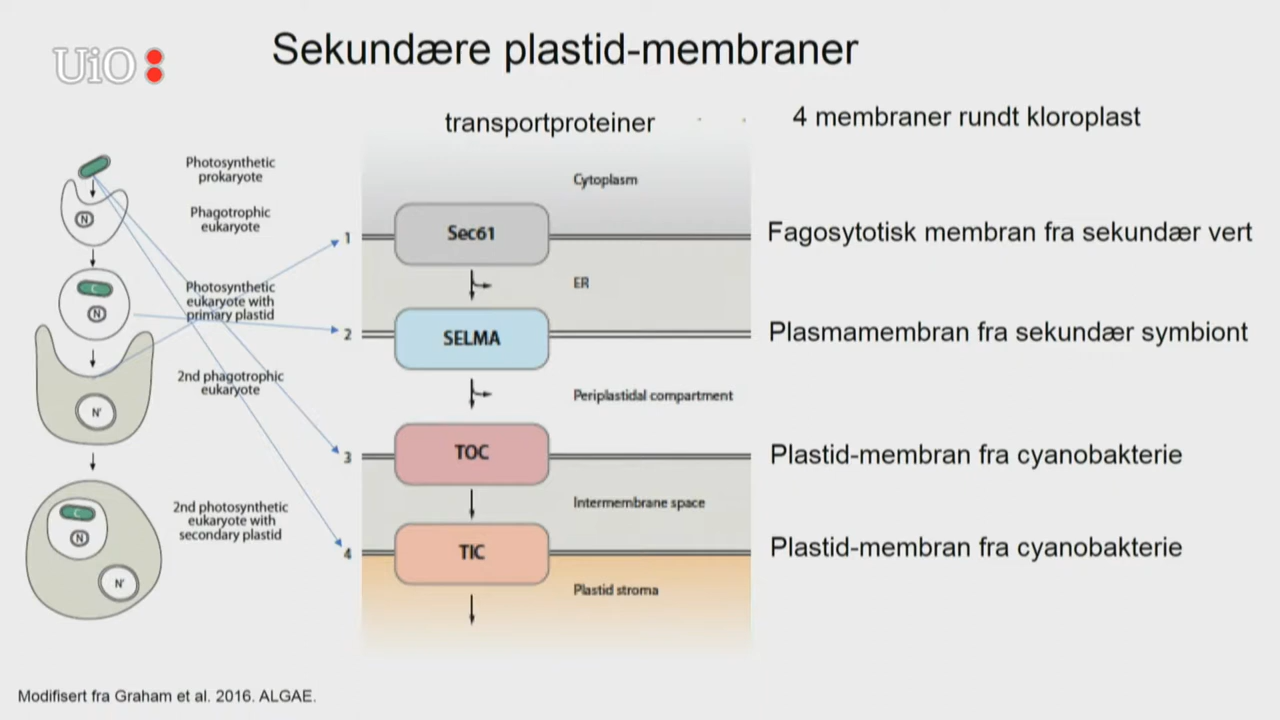 UiO
Sekundære plastid-membraner
transportproteiner
4 membraner rundt kloroplast
Photosynthetic
prokaryote
N
Phagotrophic
eukaryote
C
N
Photosynthetic
eukaryote with
primary plastid
2nd phagotrophic
eukaryote
N'
C
N
N'
2nd photosynthetic
eukaryote with
secondary plastid
Cytoplasm
1
Sec61
Fagosytotisk membran fra sekundær vert
ER
2
SELMA
Plasmamembran fra sekundær symbiont
Periplastidal compartment
3
TOC
Plastid-membran fra cyanobakterie
Intermembrane space
4
TIC
Plastid-membran fra cyanobakterie
Plastid stroma
Modifisert fra Graham et al. 2016. ALGAE.